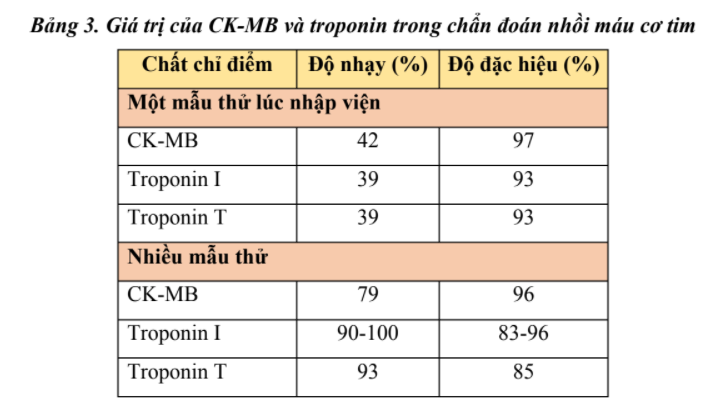 Bảng 3. Giá trị của CK-MB và troponin trong chẩn đoán nhồi máu cơ tim
Chất chỉ điểm Độ nhạy (%) Độ đặc hiệu (%)
Một mẫu thử lúc nhập viện
CK-MB 42 97
Troponin I 39 93
Troponin T 39 93
Nhiều mẫu thử
CK-MB 79 96
Troponin I 90-100 83-96
Troponin T 93 85